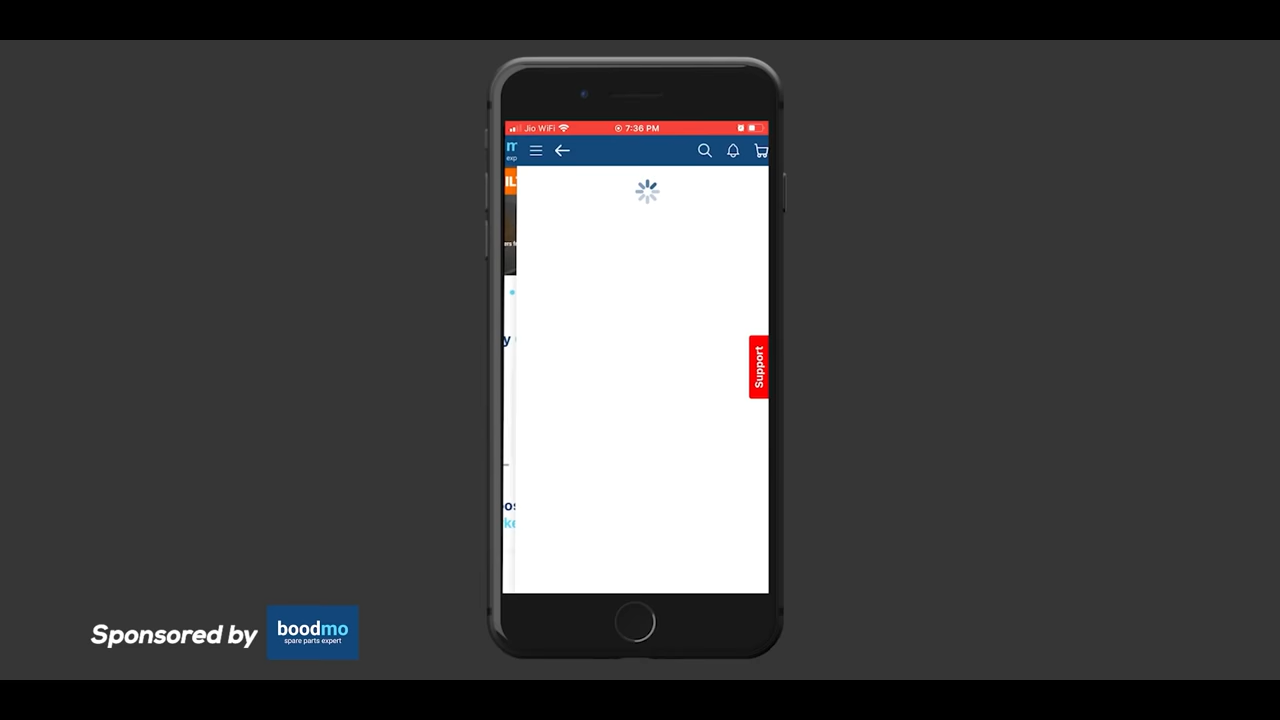 Jio WiFi
7:36 PM
Support
Sponsored by
boodmo
spare parts expert